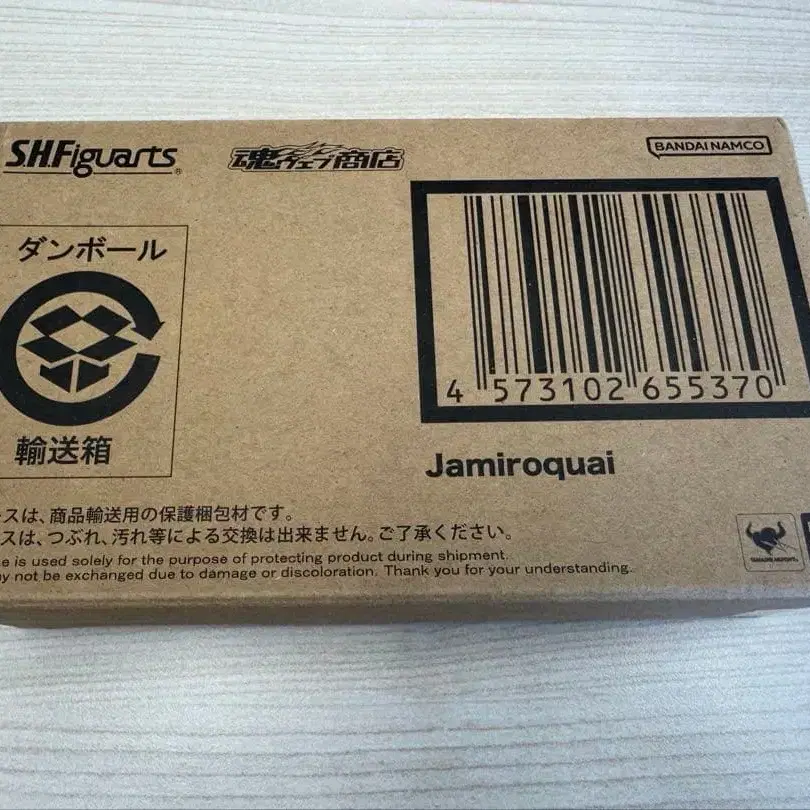 S.H.Figuarts®
魂ウェブ商店
BANDAI NAMCO
ダンボール
輸送箱
4 573102 655370
Jamiroquai
スは、商品輸送用の保護梱包材です。
スは、つぶれ、汚れ等による交換は出来ません。ご了承ください。
e is used solely for the purpose of protecting product during shipment.
y not be exchanged due to damage or discoloration. Thank you for your understanding.